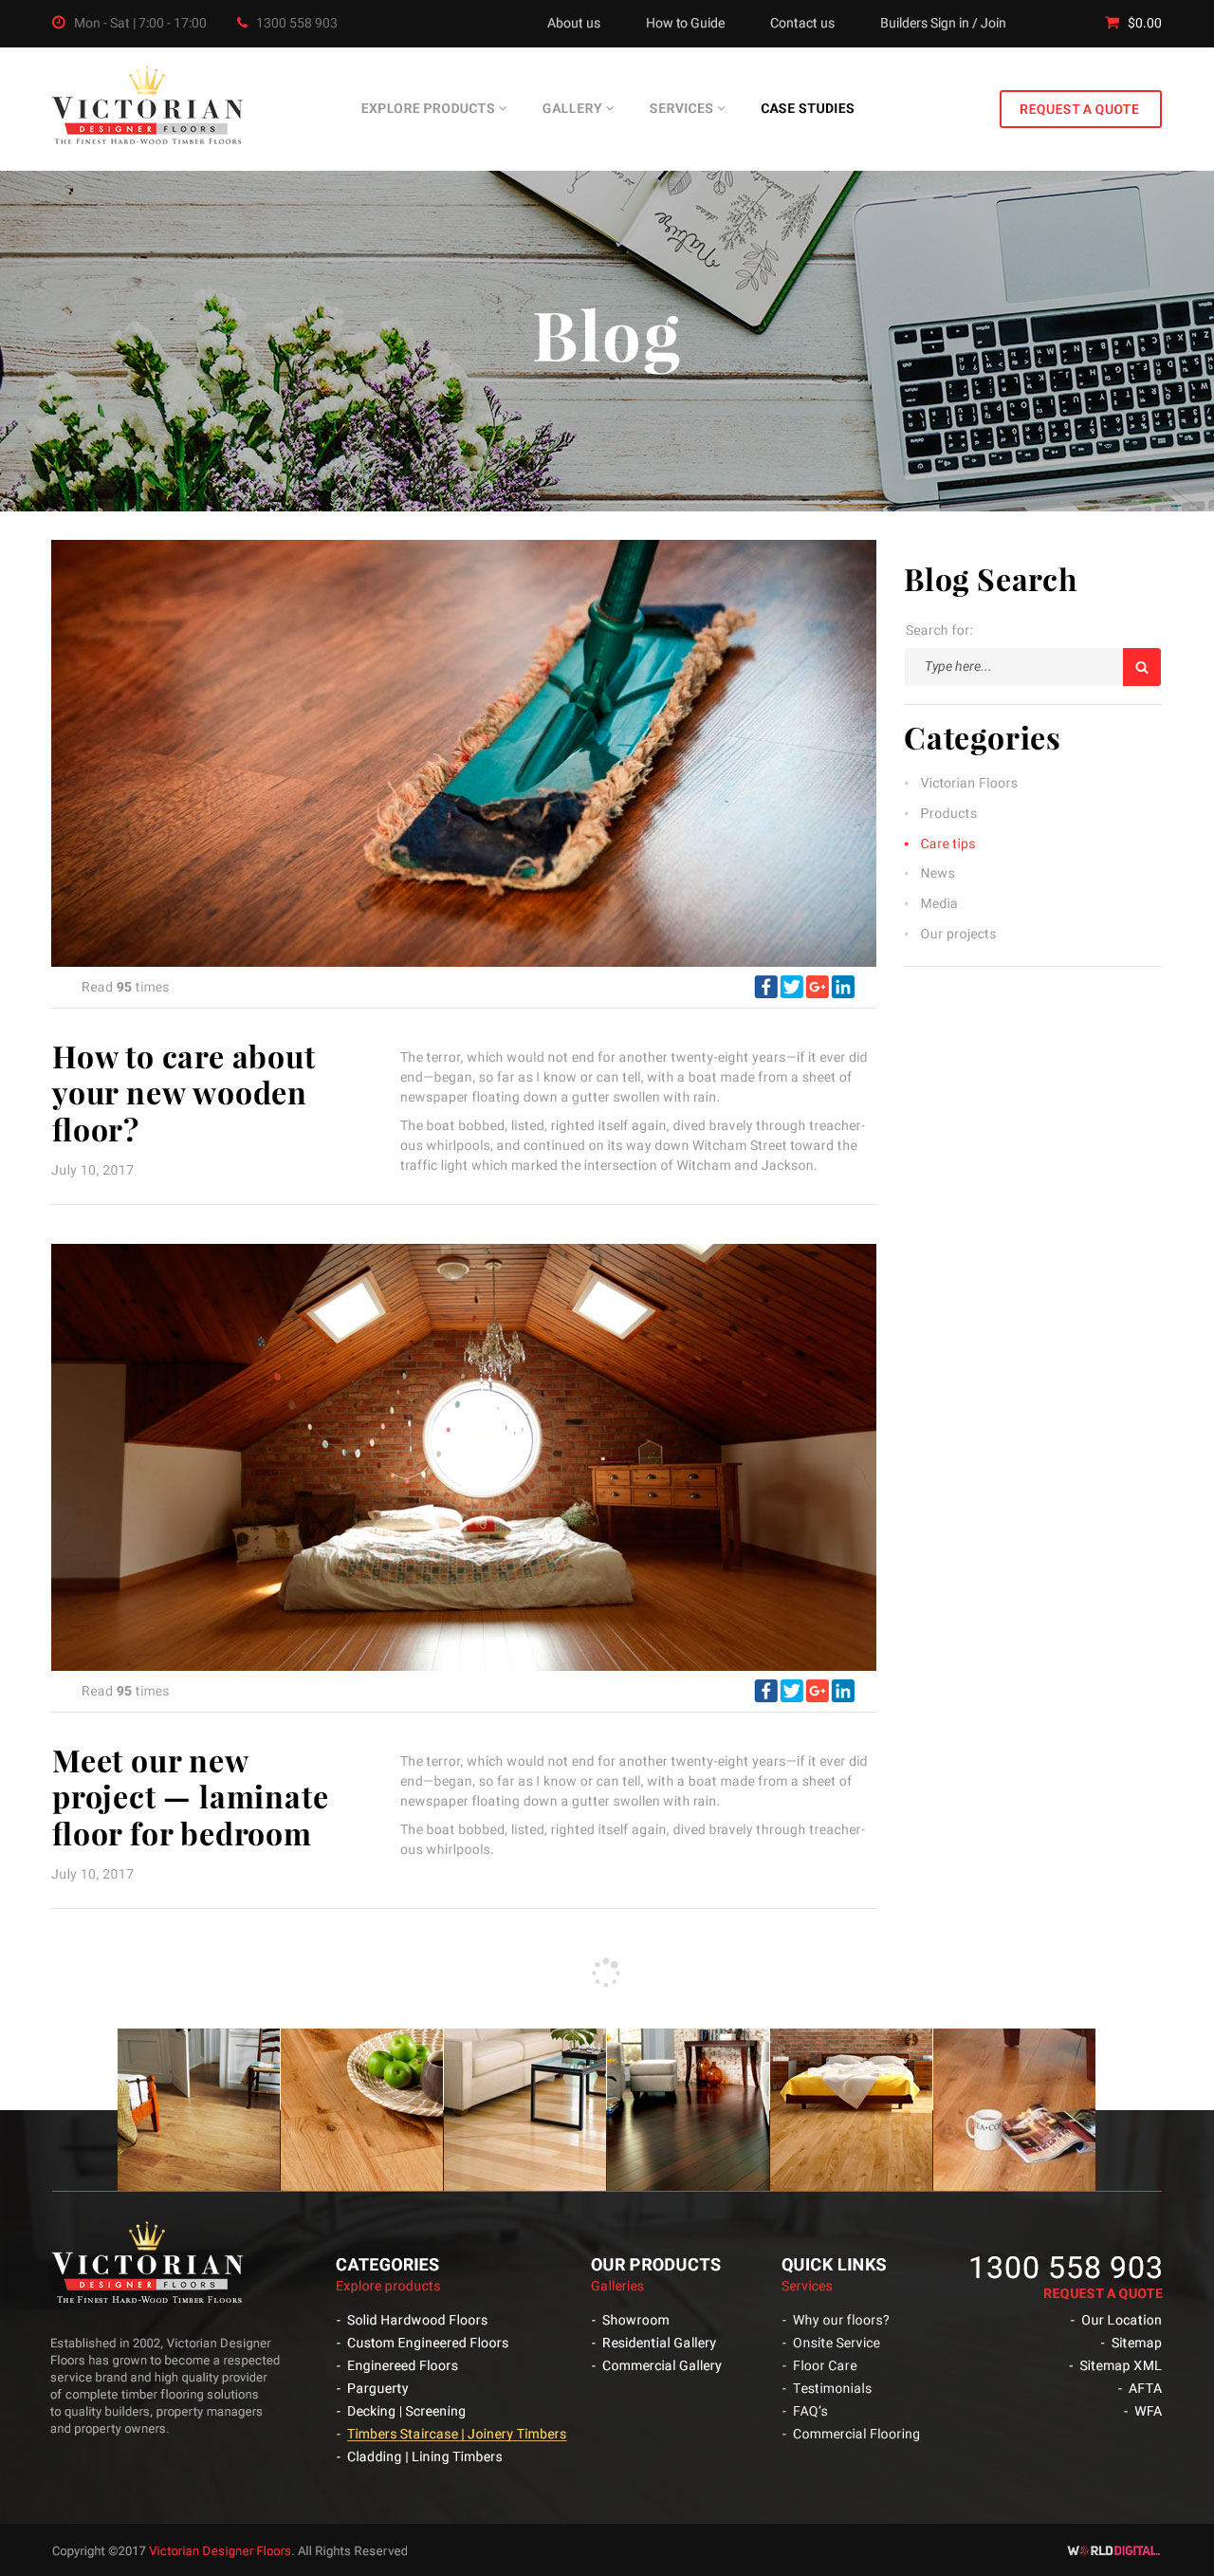 Mon - Sat | 7:00 - 17:00
1300 558 903
About us
How to Guide
Contact us
Builders Sign in / Join
$0.00
VICTORIAN
DESIGNER FLOORS
The Finest Hard-Wood Timber Floors
EXPLORE PRODUCTS
GALLERY
SERVICES
CASE STUDIES
REQUEST A QUOTE
Nature
Blog
Read 95 times
How to care about
your new wooden
floor?
July 10, 2017
The terror, which would not end for another twenty-eight years—if it ever did
end—began, so far as I know or can tell, with a boat made from a sheet of
newspaper floating down a gutter swollen with rain.
The boat bobbed, listed, righted itself again, dived bravely through treacher-
ous whirlpools, and continued on its way down Witcham Street toward the
traffic light which marked the intersection of Witcham and Jackson.
Read 95 times
Meet our new
project — laminate
floor for bedroom
July 10, 2017
The terror, which would not end for another twenty-eight years—if it ever did
end—began, so far as I know or can tell, with a boat made from a sheet of
newspaper floating down a gutter swollen with rain.
The boat bobbed, listed, righted itself again, dived bravely through treacher-
ous whirlpools.
Blog Search
Search for:
Type here...
Categories
Victorian Floors
Products
Care tips
News
Media
Our projects
VICTORIAN
DESIGNER FLOORS
The Finest Hard-Wood Timber Floors
Established in 2002, Victorian Designer
Floors has grown to become a respected
service brand and high quality provider
of complete timber flooring solutions
to quality builders, property managers
and property owners.
CATEGORIES
Explore products
- Solid Hardwood Floors
- Custom Engineered Floors
- Enginereed Floors
- Parguerty
- Decking | Screening
- Timbers Staircase | Joinery Timbers
- Cladding | Lining Timbers
OUR PRODUCTS
Galleries
- Showroom
- Residential Gallery
- Commercial Gallery
QUICK LINKS
Services
- Why our floors?
- Onsite Service
- Floor Care
- Testimonials
- FAQ's
- Commercial Flooring
1300 558 903
REQUEST A QUOTE
- Our Location
- Sitemap
- Sitemap XML
- AFTA
- WFA
Copyright ©2017 Victorian Designer Floors. All Rights Reserved
WORLDDIGITAL.